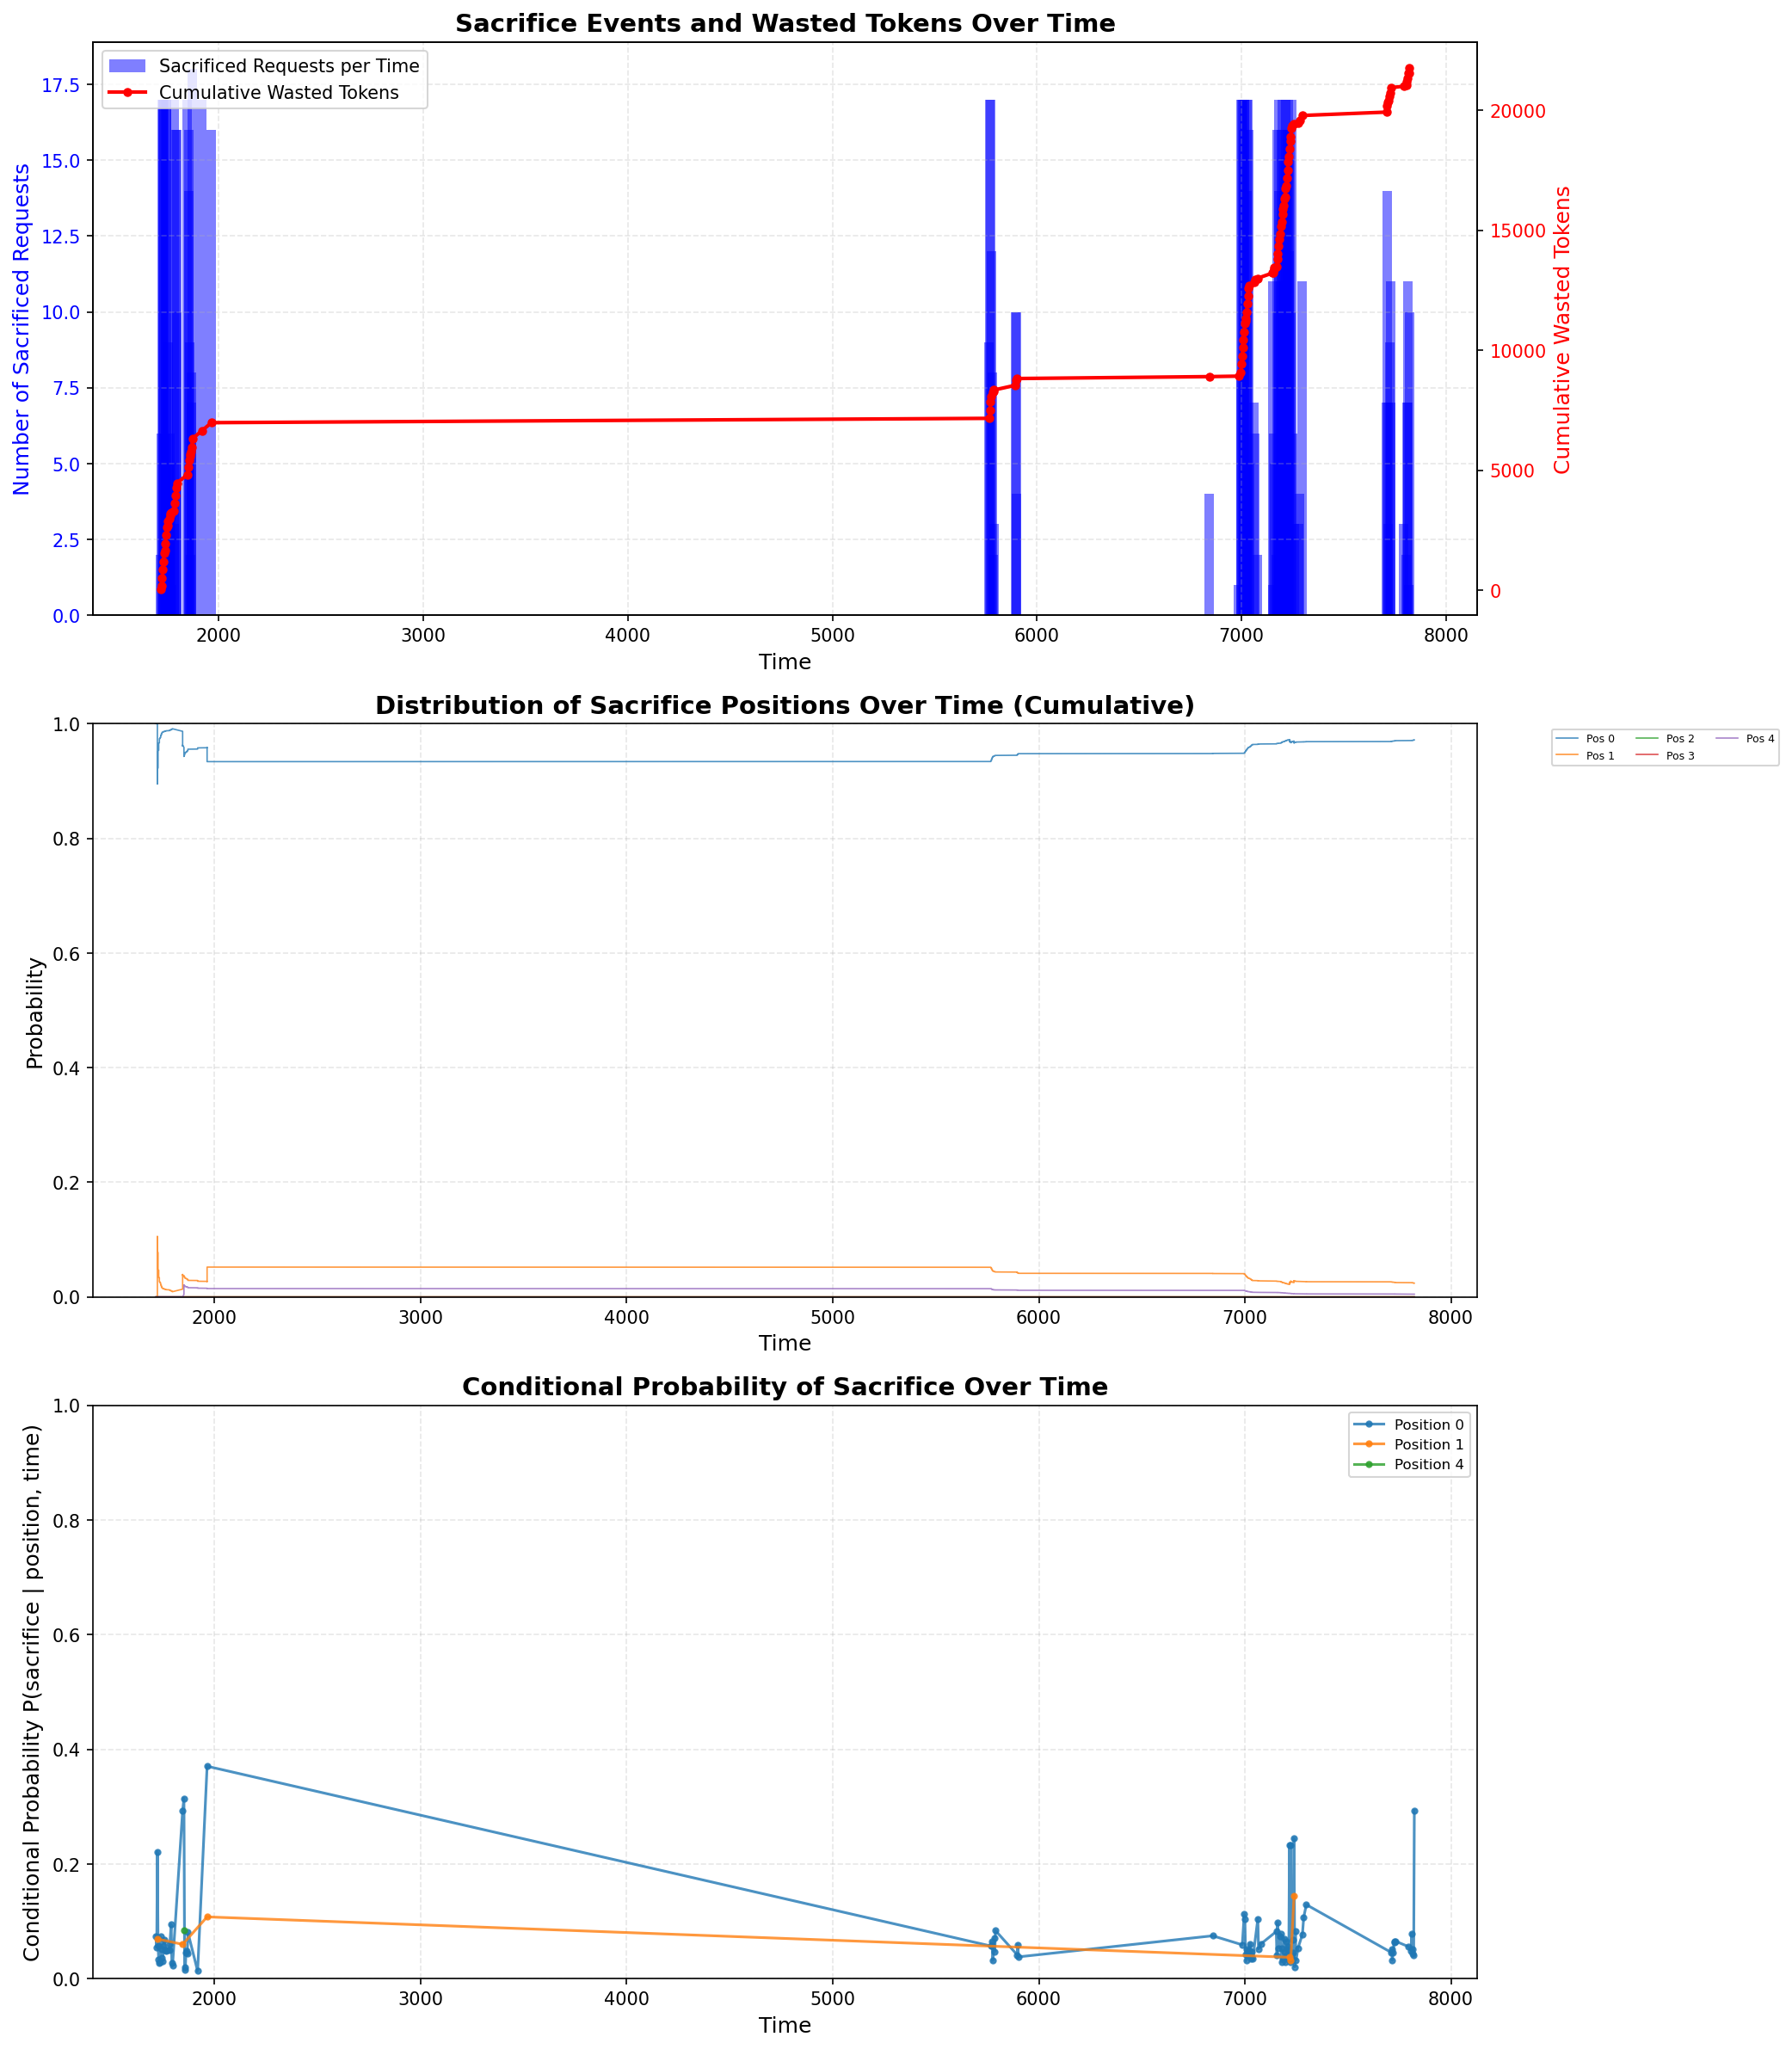 Sacrifice Events and Wasted Tokens Over Time
Sacrificed Requests per Time
Cumulative Wasted Tokens
Number of Sacrificed Requests
17.5
15.0
12.5
10.0
7.5
5.0
2.5
0.0
20000
15000
10000
5000
0
Cumulative Wasted Tokens
2000 3000 4000 5000 6000 7000 8000
Time
Distribution of Sacrifice Positions Over Time (Cumulative)
Pos 0 Pos 2 Pos 4
Pos 1 Pos 3
Probability
1.0
0.8
0.6
0.4
0.2
0.0
2000 3000 4000 5000 6000 7000 8000
Time
Conditional Probability of Sacrifice Over Time
Position 0
Position 1
Position 4
Conditional Probability P(sacrifice | position, time)
1.0
0.8
0.6
0.4
0.2
0.0
2000 3000 4000 5000 6000 7000 8000
Time